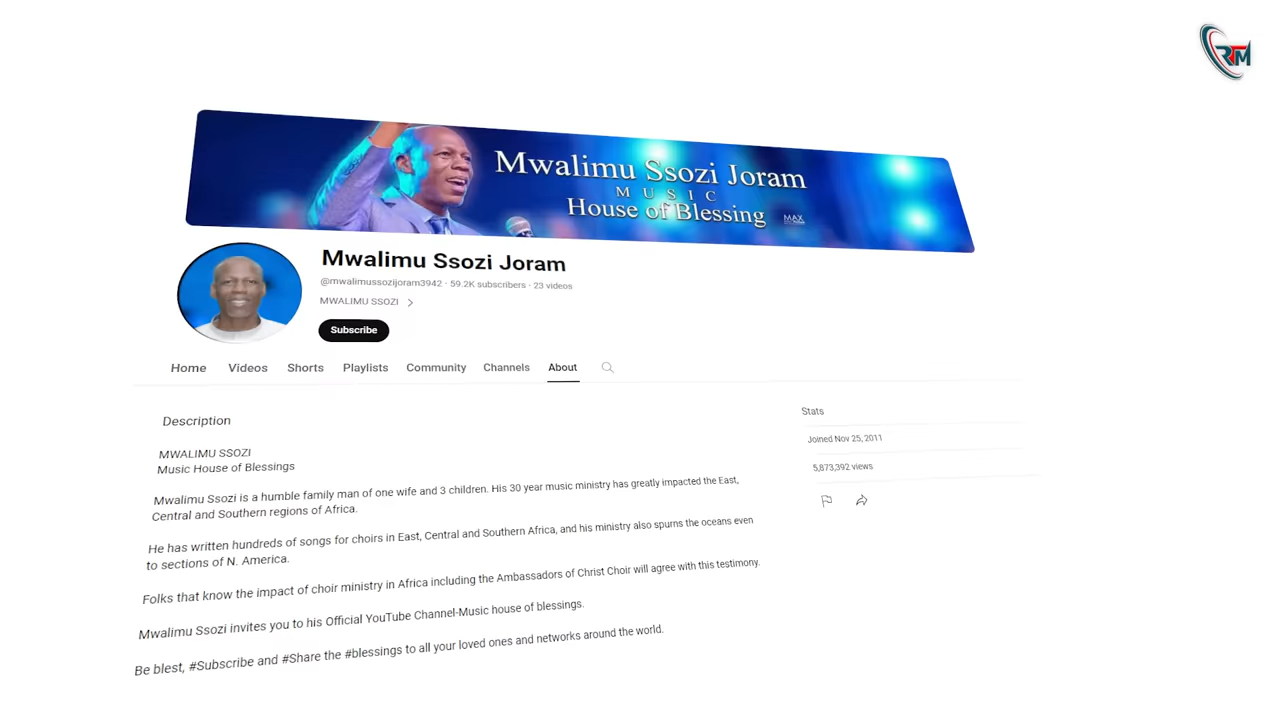 RTM
Mwalimu Ssozi Joram
MUSIC
House of Blessing
MAX
Mwalimu Ssozi Joram
@mwalimussozijoram3942 · 59.2K subscribers · 23 videos
MWALIMU SSOZI
Subscribe
Home Videos Shorts Playlists Community Channels About
Description
MWALIMU SSOZI
Music House of Blessings
Mwalimu Ssozi is a humble family man of one wife and 3 children. His 30 year music ministry has greatly impacted the East,
Central and Southern regions of Africa.
He has written hundreds of songs for choirs in East, Central and Southern Africa, and his ministry also spurns the oceans even
to sections of N. America.
Folks that know the impact of choir ministry in Africa including the Ambassadors of Christ Choir will agree with this testimony.
Mwalimu Ssozi invites you to his Official YouTube Channel-Music house of blessings.
Be blest, #Subscribe and #Share the #blessings to all your loved ones and networks around the world.
Stats
Joined Nov 25, 2011
5,873,392 views